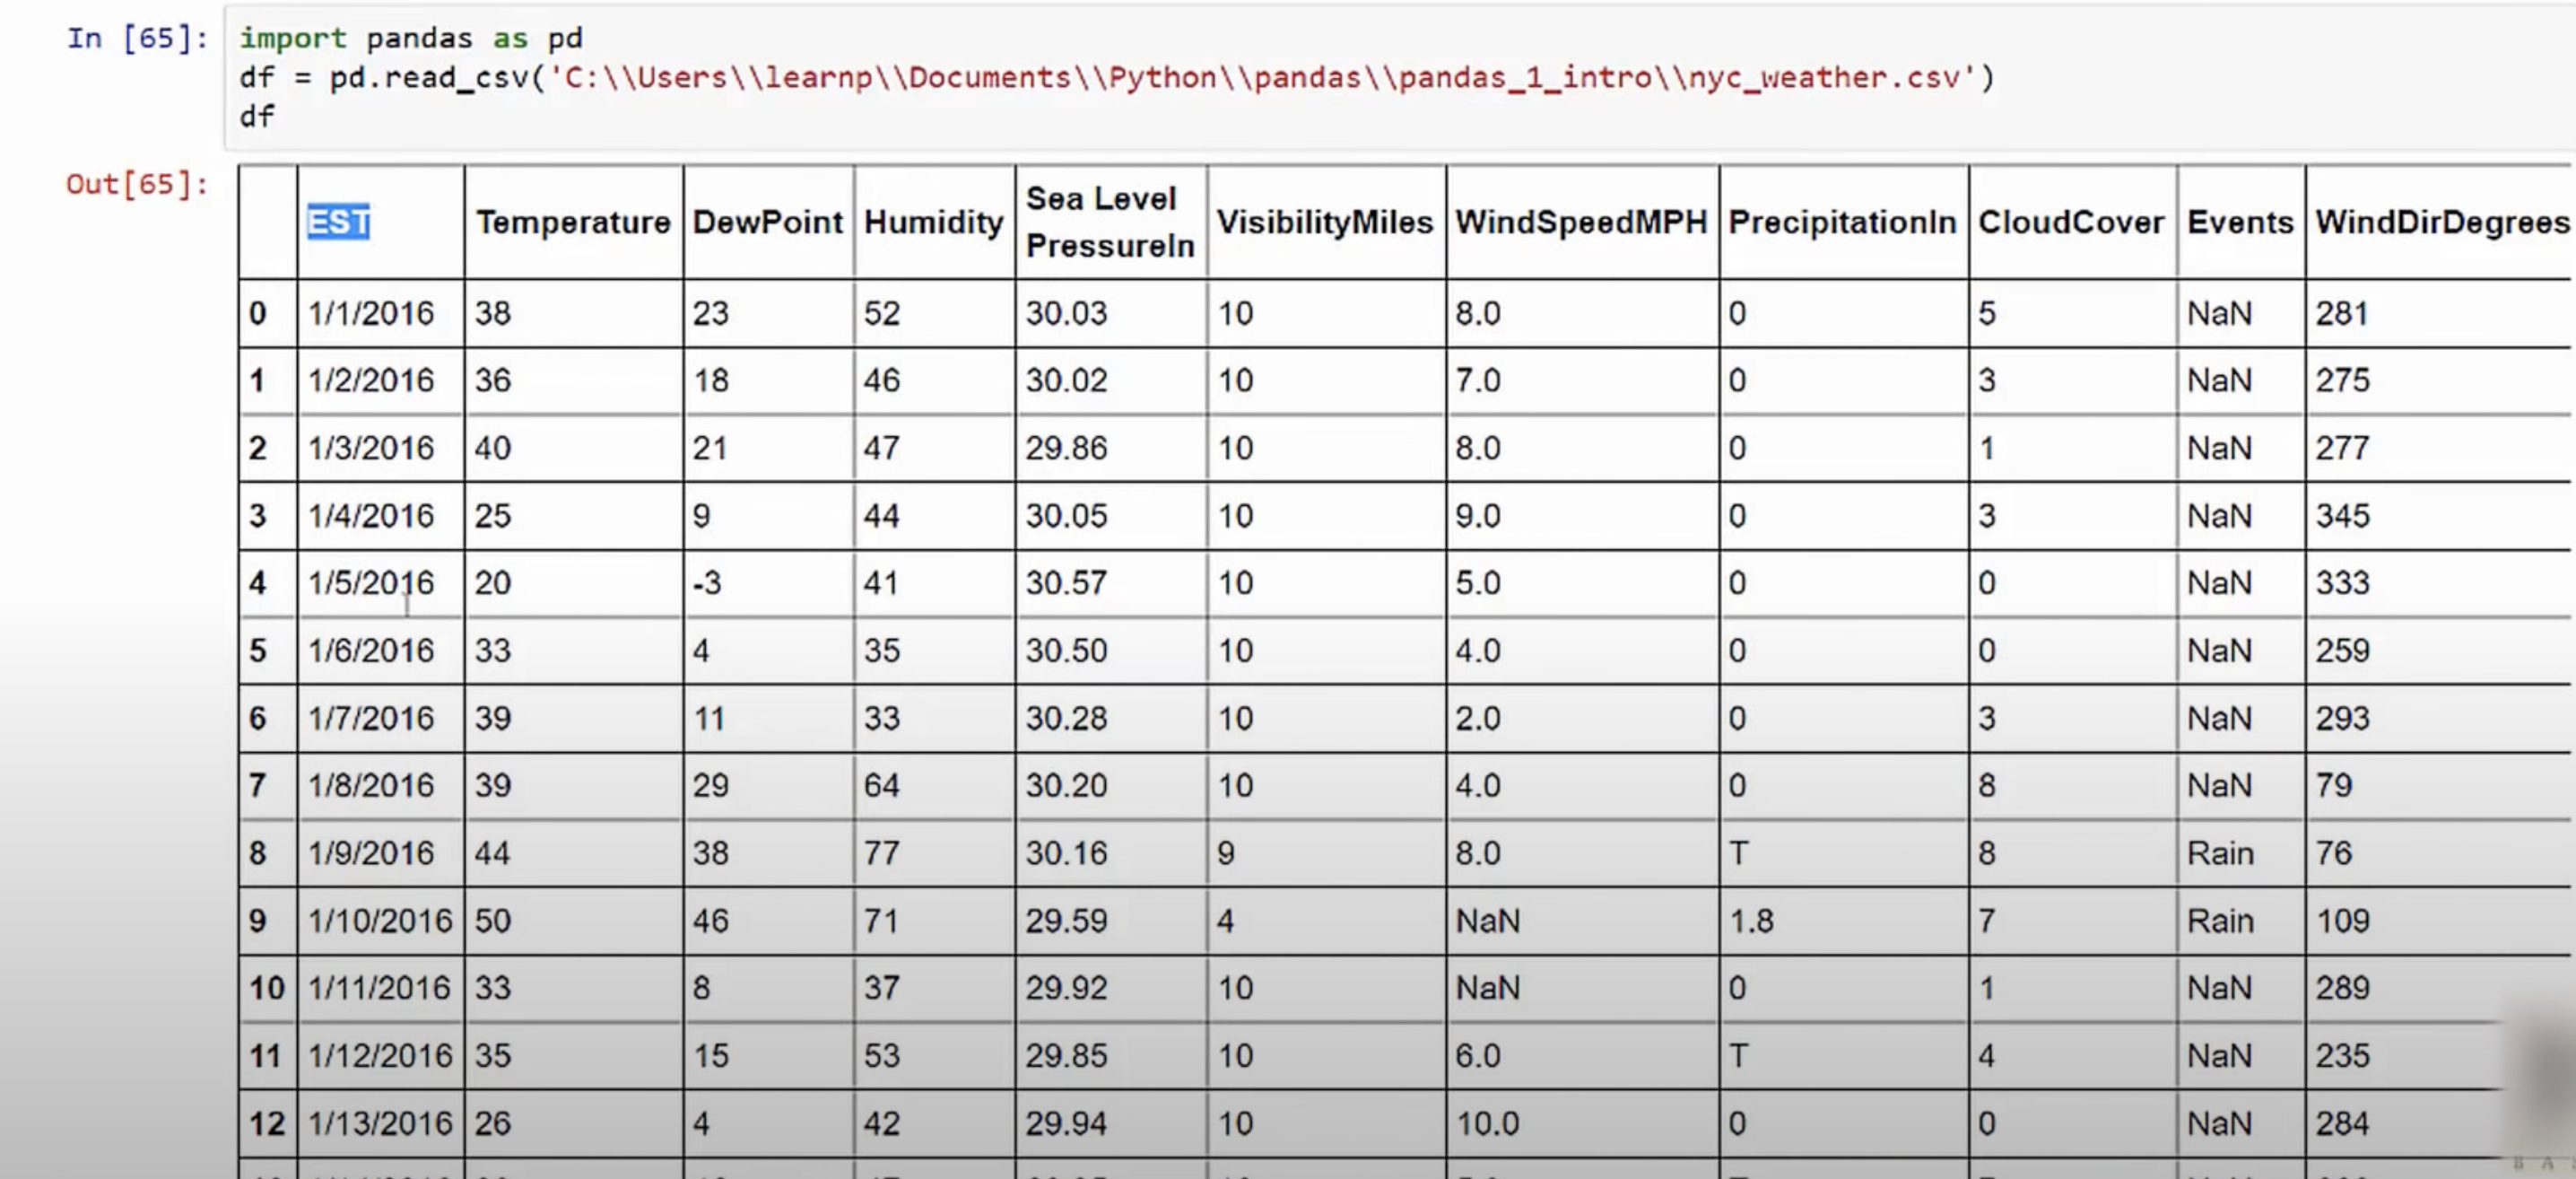 In [65]: import pandas as pd
df = pd.read_csv('C:\\Users\\learnp\\Documents\\Python\\pandas\\pandas_1_intro\\nyc_weather.csv')
df
Out[65]:
EST Temperature DewPoint Humidity Sea Level PressureIn VisibilityMiles WindSpeedMPH PrecipitationIn CloudCover Events WindDirDegrees
0 1/1/2016 38 23 52 30.03 10 8.0 0 5 NaN 281
1 1/2/2016 36 18 46 30.02 10 7.0 0 3 NaN 275
2 1/3/2016 40 21 47 29.86 10 8.0 0 1 NaN 277
3 1/4/2016 25 9 44 30.05 10 9.0 0 3 NaN 345
4 1/5/2016 20 -3 41 30.57 10 5.0 0 0 NaN 333
5 1/6/2016 33 4 35 30.50 10 4.0 0 0 NaN 259
6 1/7/2016 39 11 33 30.28 10 2.0 0 3 NaN 293
7 1/8/2016 39 29 64 30.20 10 4.0 0 8 NaN 79
8 1/9/2016 44 38 77 30.16 9 8.0 T 8 Rain 76
9 1/10/2016 50 46 71 29.59 4 NaN 1.8 7 Rain 109
10 1/11/2016 33 8 37 29.92 10 NaN 0 1 NaN 289
11 1/12/2016 35 15 53 29.85 10 6.0 T 4 NaN 235
12 1/13/2016 26 4 42 29.94 10 10.0 0 0 NaN 284